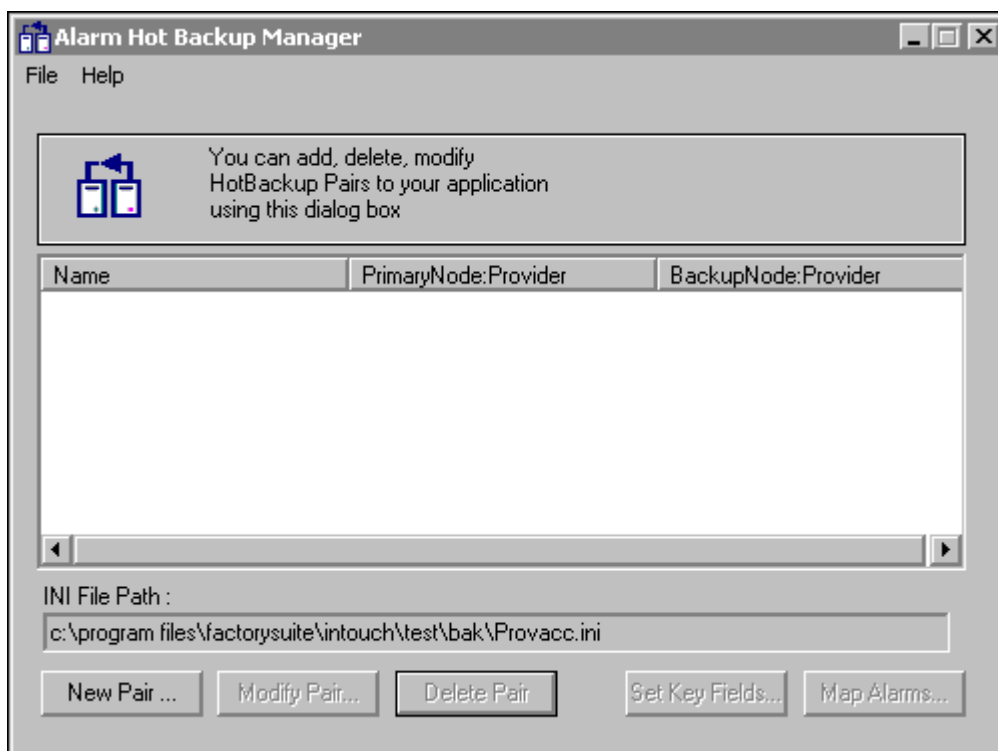 Alarm Hot Backup Manager
File Help
You can add, delete, modify
HotBackup Pairs to your application
using this dialog box
Name PrimaryNode:Provider BackupNode:Provider
INI File Path :
c:\program files\factorysuite\intouch\test\bak\Provacc.ini
New Pair ... Modify Pair... Delete Pair Set Key Fields... Map Alarms...